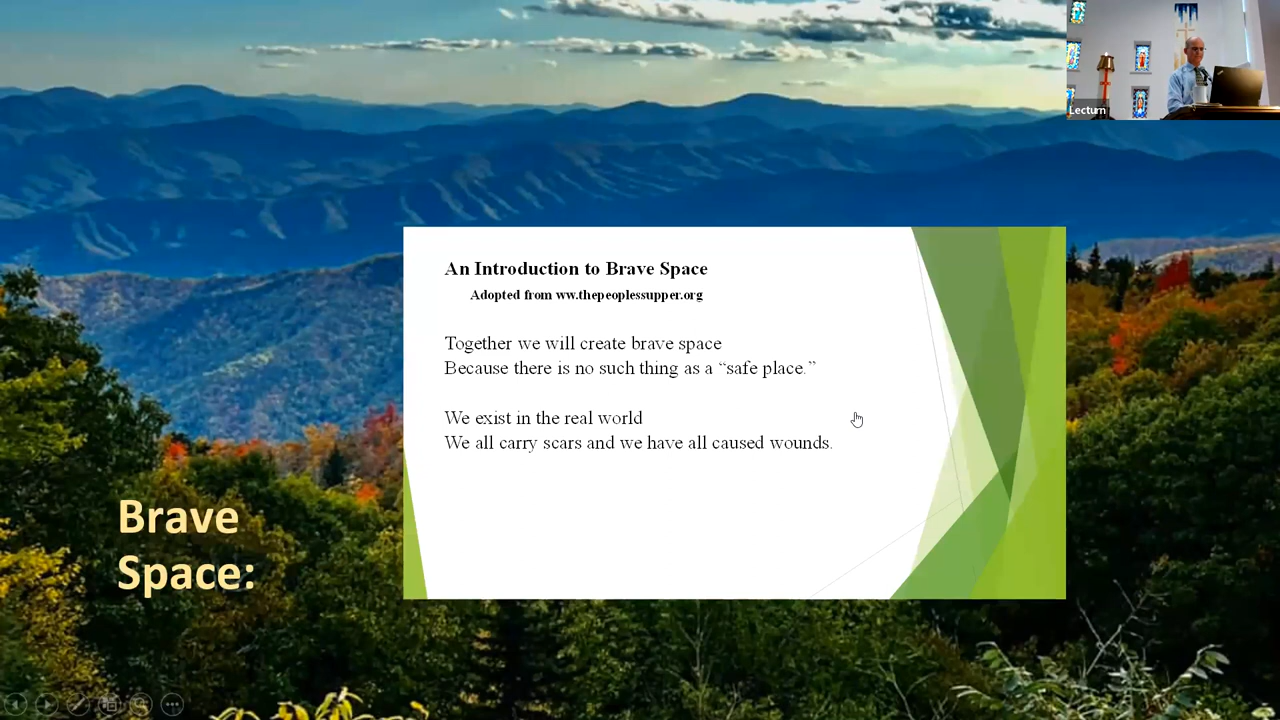 Lectum
An Introduction to Brave Space
Adopted from ww.thepeoplessupper.org
Together we will create brave space
Because there is no such thing as a “safe place.”
We exist in the real world
We all carry scars and we have all caused wounds.
Brave
Space: